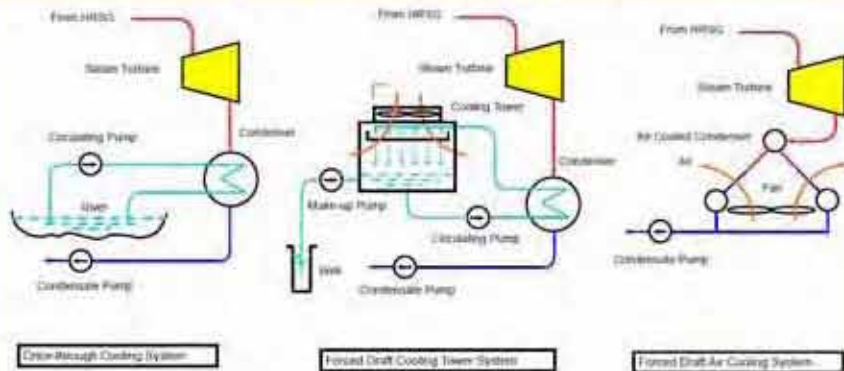 From HRSG
Steam Turbine
Circulating Pump
Condenser
River
Condensate Pump
Once-through Cooling System
From HRSG
Steam Turbine
Cooling Tower
Condenser
Make-up Pump
Circulating Pump
Well
Condensate Pump
Forced Draft Cooling Tower System
From HRSG
Steam Turbine
Air Cooled Condenser
Air
Fan
Condensate Pump
Forced Draft Air Cooling System